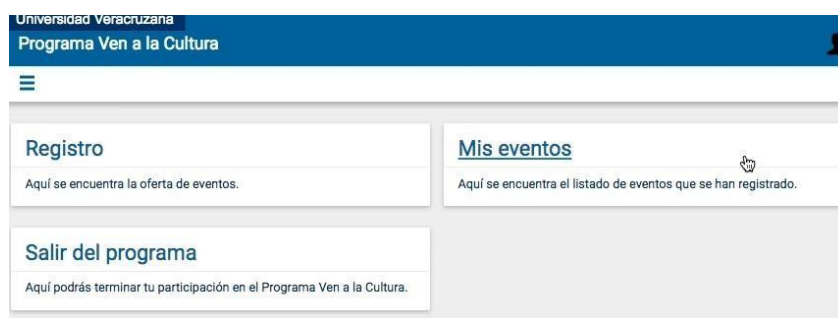 Universidad Veracruzana
Programa Ven a la Cultura
Registro
Aquí se encuentra la oferta de eventos.
Mis eventos
Aquí se encuentra el listado de eventos que se han registrado.
Salir del programa
Aquí podrás terminar tu participación en el Programa Ven a la Cultura.